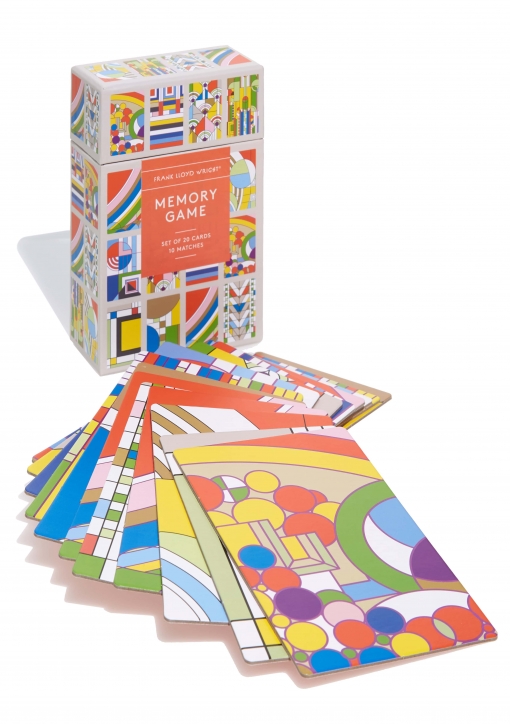 FRANK LLOYD WRIGHT®
MEMORY
GAME
SET OF 20 CARDS
10 MATCHES